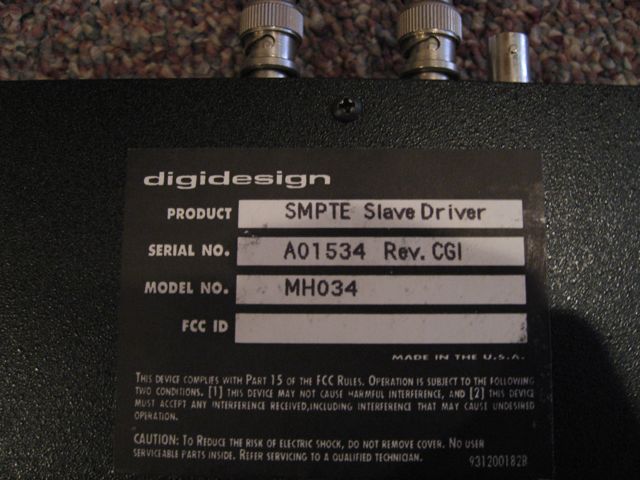 digidesign
PRODUCT SMPTE Slave Driver
SERIAL NO. A01534 Rev. CGI
MODEL NO. MH034
FCC ID
MADE IN THE U.S.A.
THIS DEVICE COMPLIES WITH PART 15 OF THE FCC RULES. OPERATION IS SUBJECT TO THE FOLLOWING
TWO CONDITIONS. [1] THIS DEVICE MAY NOT CAUSE HARMFUL INTERFERENCE, AND [2] THIS DEVICE
MUST ACCEPT ANY INTERFERENCE RECEIVED,INCLUDING INTERFERENCE THAT MAY CAUSE UNDESIRED
OPERATION.
CAUTION: TO REDUCE THE RISK OF ELECTRIC SHOCK, DO NOT REMOVE COVER. NO USER
SERVICEABLE PARTS INSIDE. REFER SERVICING TO A QUALIFIED TECHNICIAN. 931200182B